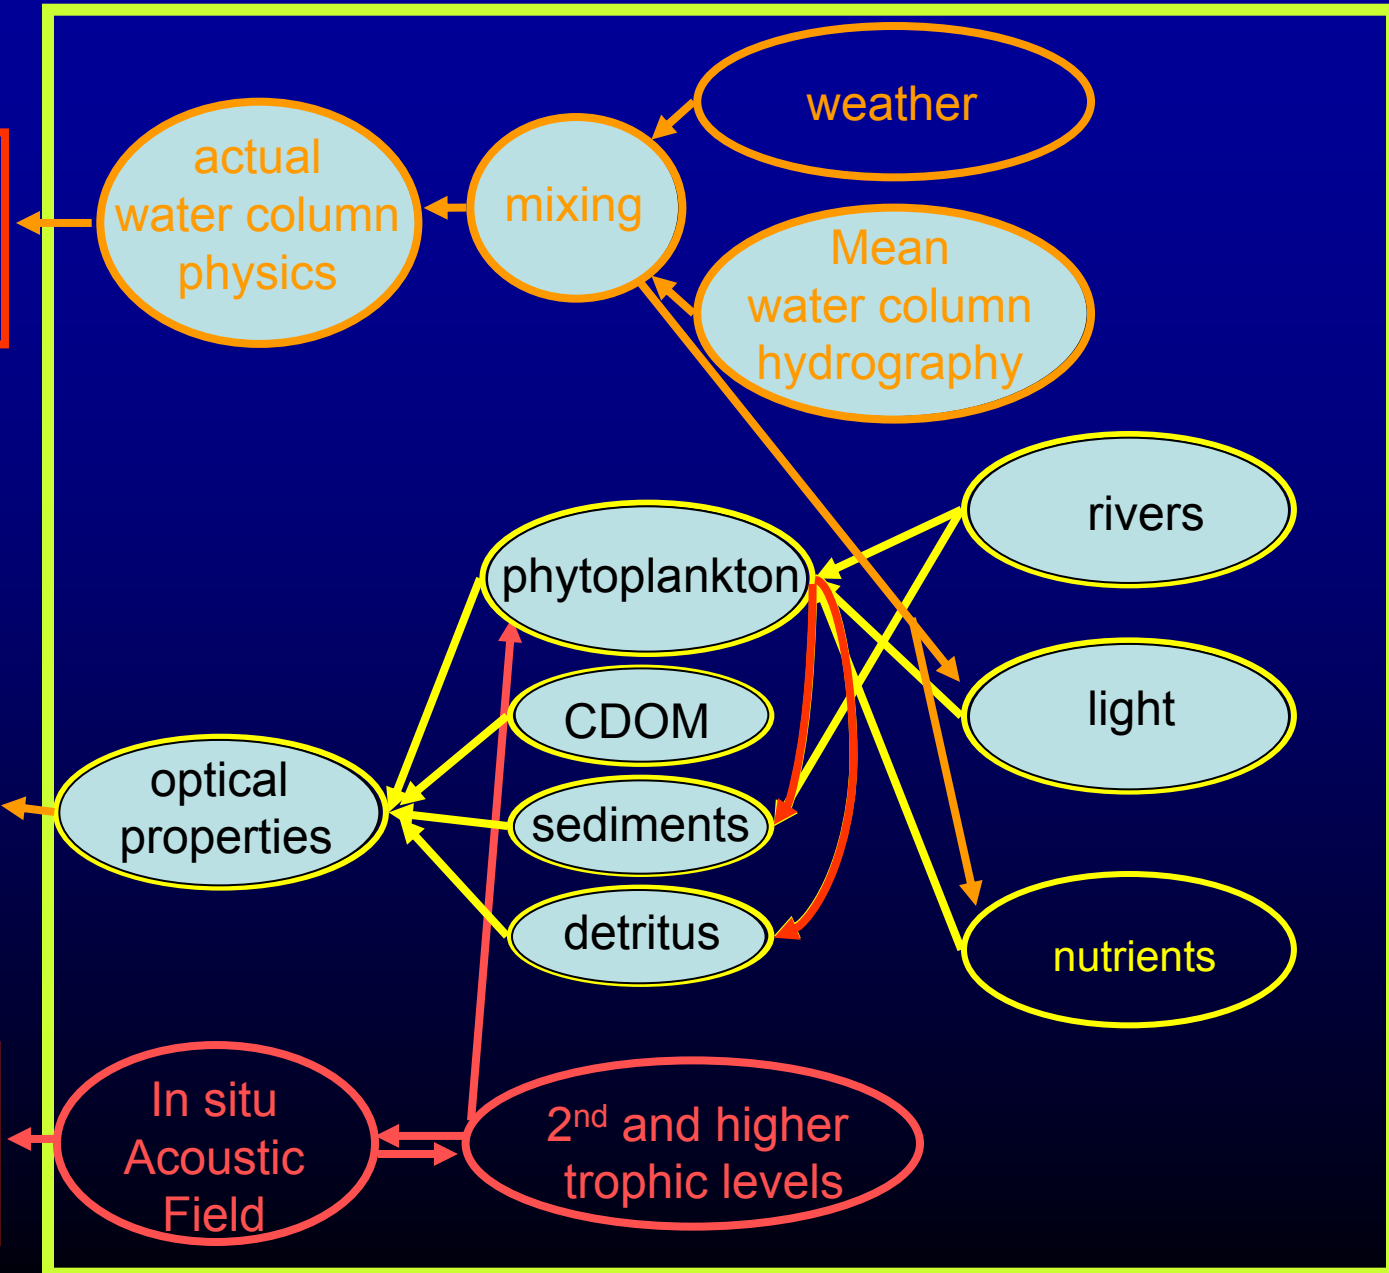 weather
actual
water column
physics
mixing
Mean
water column
hydrography
rivers
phytoplankton
light
CDOM
optical
properties
sediments
detritus
nutrients
In situ
Acoustic
Field
2nd and higher
trophic levels